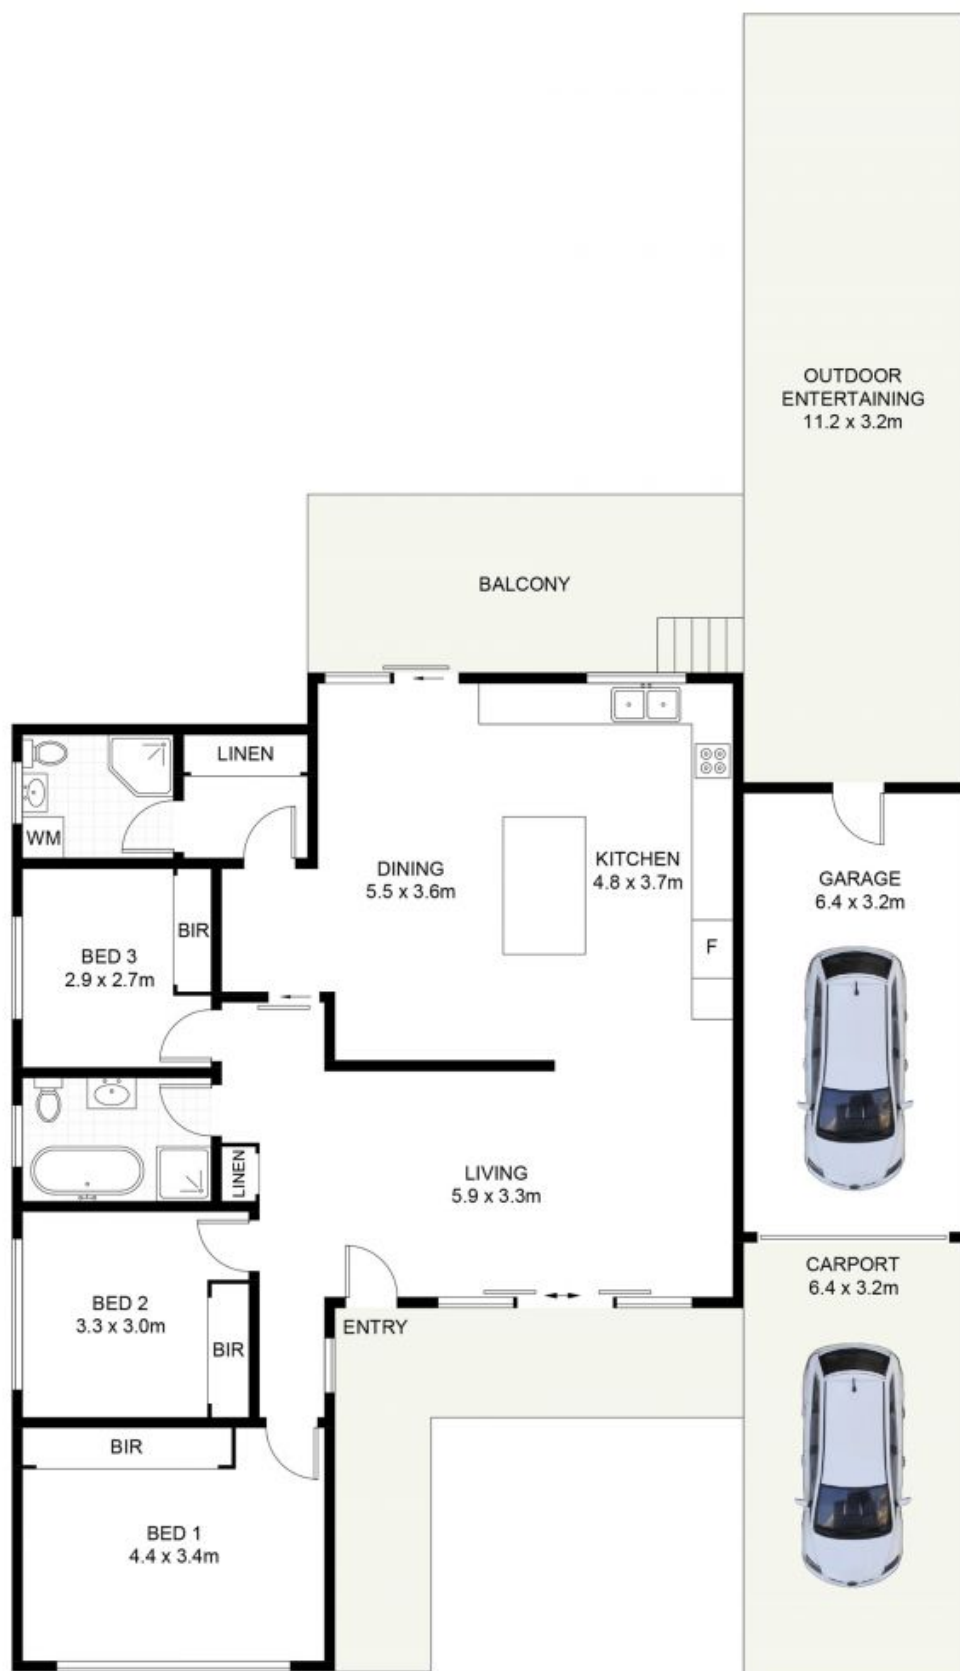 OUTDOOR
ENTERTAINING
11.2 x 3.2m
BALCONY
LINEN
WM
DINING
5.5 x 3.6m
KITCHEN
4.8 x 3.7m
GARAGE
6.4 x 3.2m
BIR
BED 3
2.9 x 2.7m
F
LINEN
LIVING
5.9 x 3.3m
CARPORT
6.4 x 3.2m
BED 2
3.3 x 3.0m
BIR
ENTRY
BIR
BED 1
4.4 x 3.4m